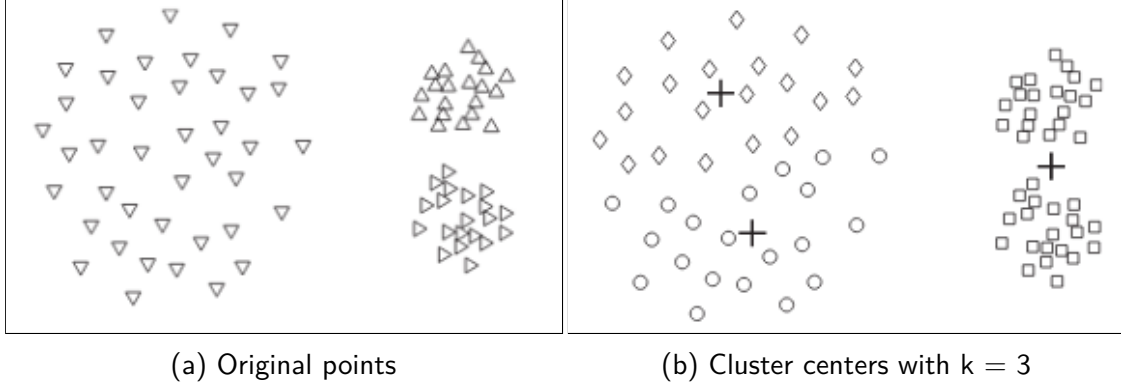 (a) Original points
(b) Cluster centers with k = 3